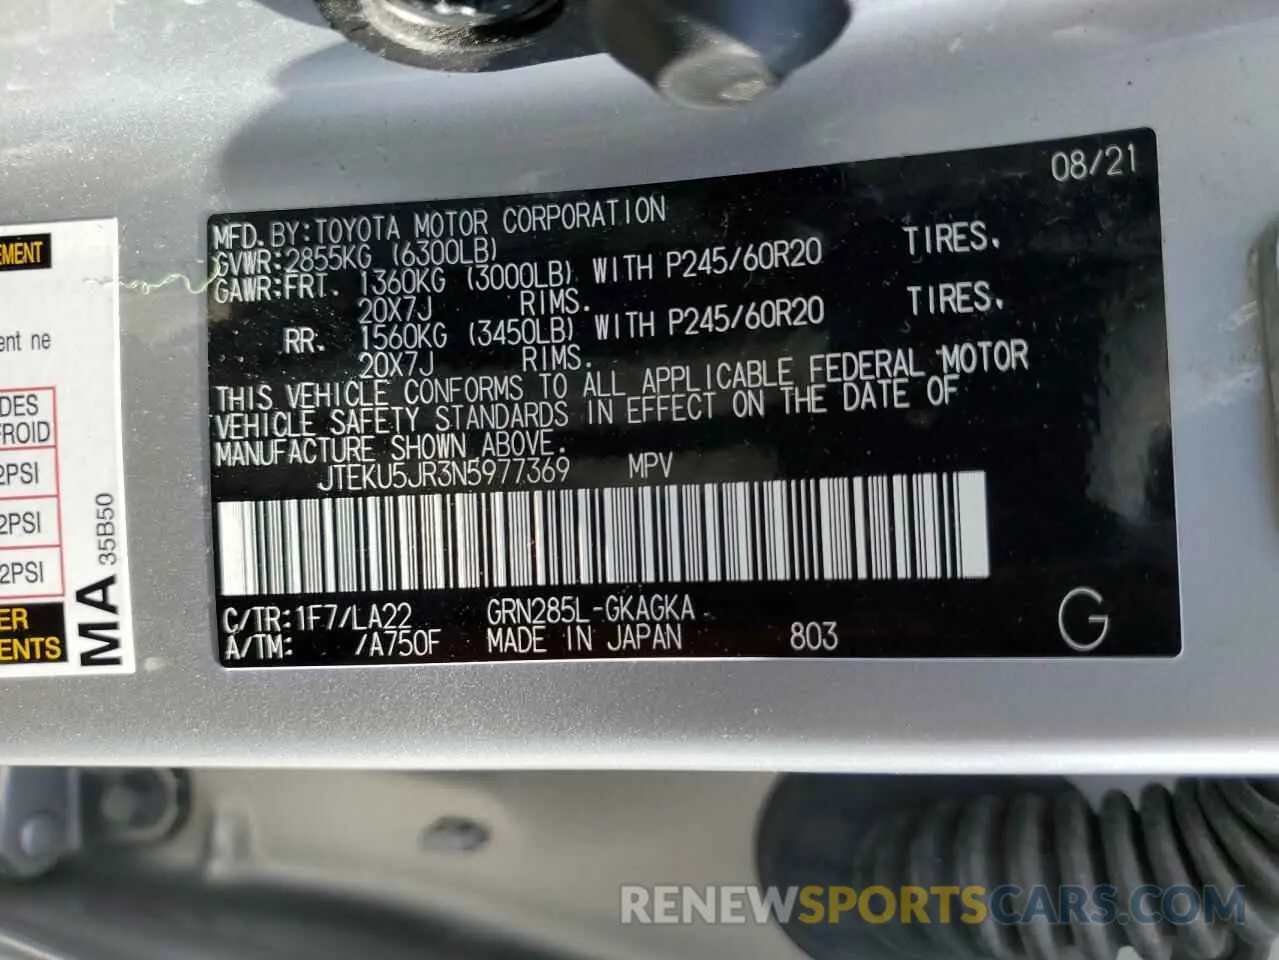 08/21
MFD.BY:TOYOTA MOTOR CORPORATION
GVWR:2855KG (6300LB)
GAWR:FRT. 1360KG (3000LB) WITH P245/60R20 TIRES.
20X7J RIMS.
RR. 1560KG (3450LB) WITH P245/60R20 TIRES.
20X7J RIMS.
THIS VEHICLE CONFORMS TO ALL APPLICABLE FEDERAL MOTOR
VEHICLE SAFETY STANDARDS IN EFFECT ON THE DATE OF
MANUFACTURE SHOWN ABOVE.
JTEKU5JR3N5977369 MPV
C/TR:1F7/LA22 GRN285L-GKAGKA
A/TM: /A750F MADE IN JAPAN 803 G
EMENT
ent ne
DES
FROID
2PSI
2PSI
2PSI
ER
ENTS
MA 35B50
RENEWSPORTSCARS.COM